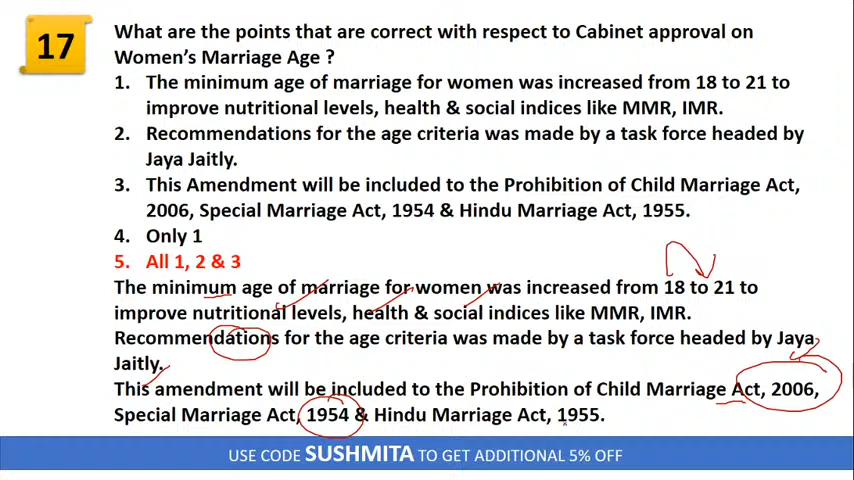 17
What are the points that are correct with respect to Cabinet approval on
Women's Marriage Age ?
1. The minimum age of marriage for women was increased from 18 to 21 to
improve nutritional levels, health & social indices like MMR, IMR.
2. Recommendations for the age criteria was made by a task force headed by
Jaya Jaitly.
3. This Amendment will be included to the Prohibition of Child Marriage Act,
2006, Special Marriage Act, 1954 & Hindu Marriage Act, 1955.
4. Only 1
5. All 1, 2 & 3
The minimum age of marriage for women was increased from 18 to 21 to
improve nutritional levels, health & social indices like MMR, IMR.
Recommendations for the age criteria was made by a task force headed by Jaya
Jaitly.
This amendment will be included to the Prohibition of Child Marriage Act, 2006,
Special Marriage Act, 1954 & Hindu Marriage Act, 1955.
USE CODE SUSHMITA TO GET ADDITIONAL 5% OFF